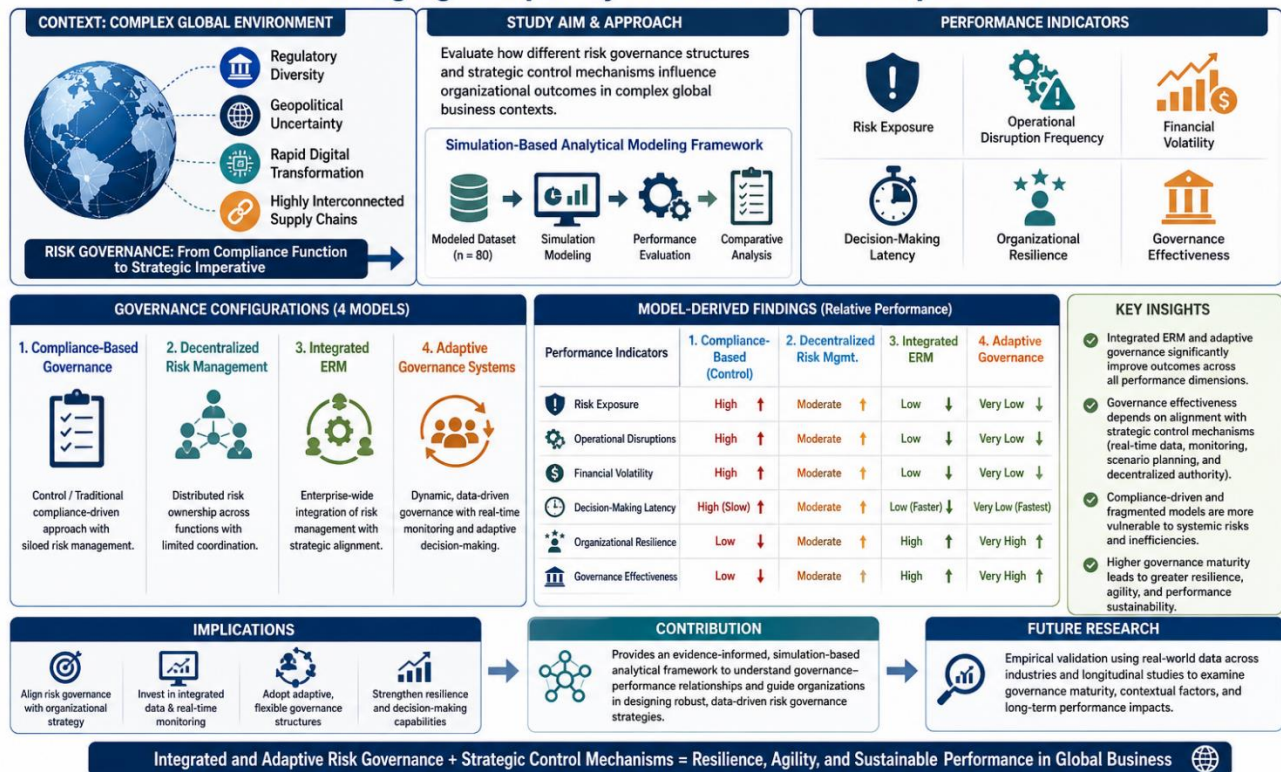 CONTEXT: COMPLEX GLOBAL ENVIRONMENT
Regulatory
Diversity
Geopolitical
Uncertainty
Rapid Digital
Transformation
Highly Interconnected
Supply Chains
RISK GOVERNANCE: From Compliance Function
to Strategic Imperative
STUDY AIM & APPROACH
Evaluate how different risk governance structures
and strategic control mechanisms influence
organizational outcomes in complex global
business contexts.
Simulation-Based Analytical Modeling Framework
Modeled Dataset
(n = 80)
Simulation
Modeling
Performance
Evaluation
Comparative
Analysis
PERFORMANCE INDICATORS
Risk Exposure
Operational
Disruption Frequency
Financial
Volatility
Decision-Making
Latency
Organizational
Resilience
Governance
Effectiveness
GOVERNANCE CONFIGURATIONS (4 MODELS)
1. Compliance-Based
Governance
Control / Traditional
compliance-driven
approach with
siloed risk management.
2. Decentralized
Risk Management
Distributed risk
ownership across
functions with
limited coordination.
3. Integrated
ERM
Enterprise-wide
integration of risk
management with
strategic alignment.
4. Adaptive
Governance Systems
Dynamic, data-driven
governance with real-time
monitoring and adaptive
decision-making.
MODEL-DERIVED FINDINGS (Relative Performance)
Performance Indicators
1. Compliance-
Based
(Control)
2. Decentralized
Risk Mgmt.
3. Integrated
ERM
4. Adaptive
Governance
Risk Exposure High ↑ Moderate ↑ Low ↓ Very Low ↓
Operational Disruptions High ↑ Moderate ↑ Low ↓ Very Low ↓
Financial Volatility High ↑ Moderate ↑ Low ↓ Very Low ↓
Decision-Making Latency High (Slow) ↑ Moderate ↑ Low (Faster) ↓ Very Low (Fastest)
Organizational Resilience Low ↓ Moderate ↑ High ↑ Very High ↑
Governance Effectiveness Low ↓ Moderate ↑ High ↑ Very High ↑
KEY INSIGHTS
Integrated ERM and adaptive
governance significantly
improve outcomes across
all performance dimensions.
Governance effectiveness
depends on alignment with
strategic control mechanisms
(real-time data, monitoring,
scenario planning, and
decentralized authority).
Compliance-driven and
fragmented models are more
vulnerable to systemic risks
and inefficiencies.
Higher governance maturity
leads to greater resilience,
agility, and performance
sustainability.
IMPLICATIONS
Align risk governance
with organizational
strategy
Invest in integrated
data & real-time
monitoring
Adopt adaptive,
flexible governance
structures
Strengthen resilience
and decision-making
capabilities
CONTRIBUTION
Provides an evidence-informed, simulation-based
analytical framework to understand governance–
performance relationships and guide organizations
in designing robust, data-driven risk governance
strategies.
FUTURE RESEARCH
Empirical validation using real-world data across
industries and longitudinal studies to examine
governance maturity, contextual factors, and
long-term performance impacts.
Integrated and Adaptive Risk Governance + Strategic Control Mechanisms = Resilience, Agility, and Sustainable Performance in Global Business